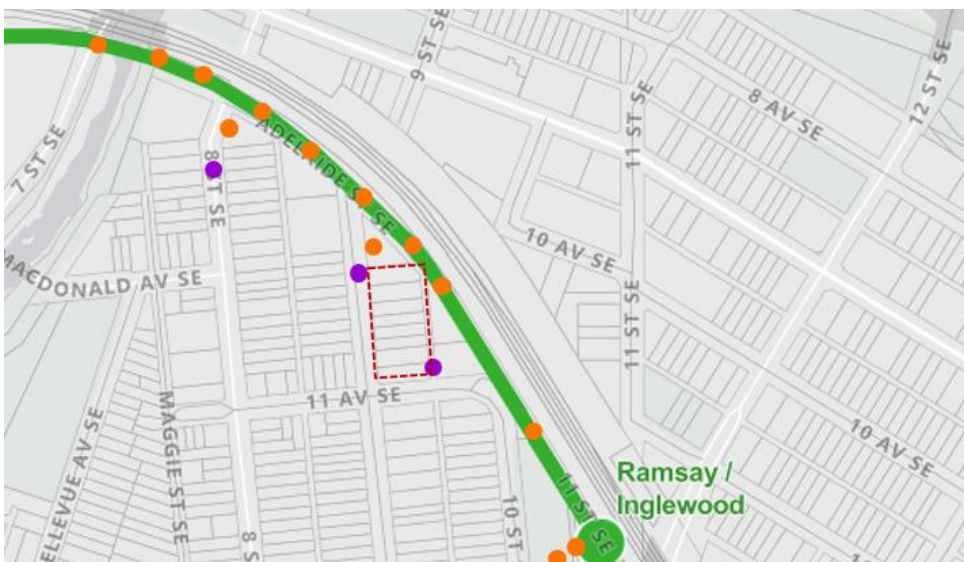 9 ST SE
8 AV SE
12 ST SE
11 ST SE
7 ST SE
ADELAIDE ST SE
8 ST SE
10 AV SE
MACDONALD AV SE
11 ST SE
11 AV SE
MAGGIE ST SE
10 AV SE
ELLEVUE AV SE
Ramsay /
Inglewood
11 ST SE
10 ST
8 S